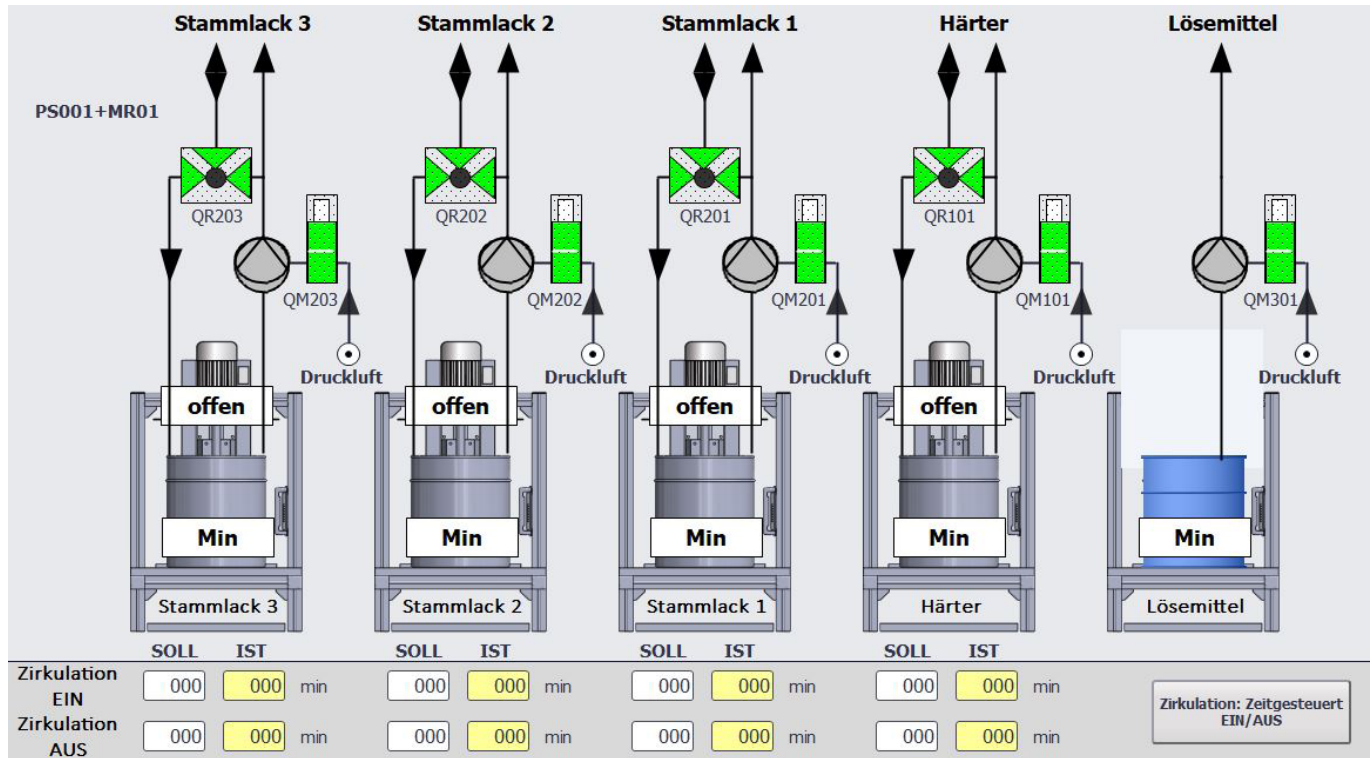 Stammlack 3 Stammlack 2 Stammlack 1 Härter Lösemittel
PS001+MR01
QR203 QR202 QR201 QR101
QM203 QM202 QM201 QM101 QM301
Druckluft Druckluft Druckluft Druckluft Druckluft
offen offen offen offen
Min Min Min Min Min
Stammlack 3 Stammlack 2 Stammlack 1 Härter Lösemittel
SOLL IST SOLL IST SOLL IST SOLL IST
Zirkulation
EIN
000 000 min 000 000 min 000 000 min 000 000 min
Zirkulation
AUS
000 000 min 000 000 min 000 000 min 000 000 min
Zirkulation: Zeitgesteuert
EIN/AUS